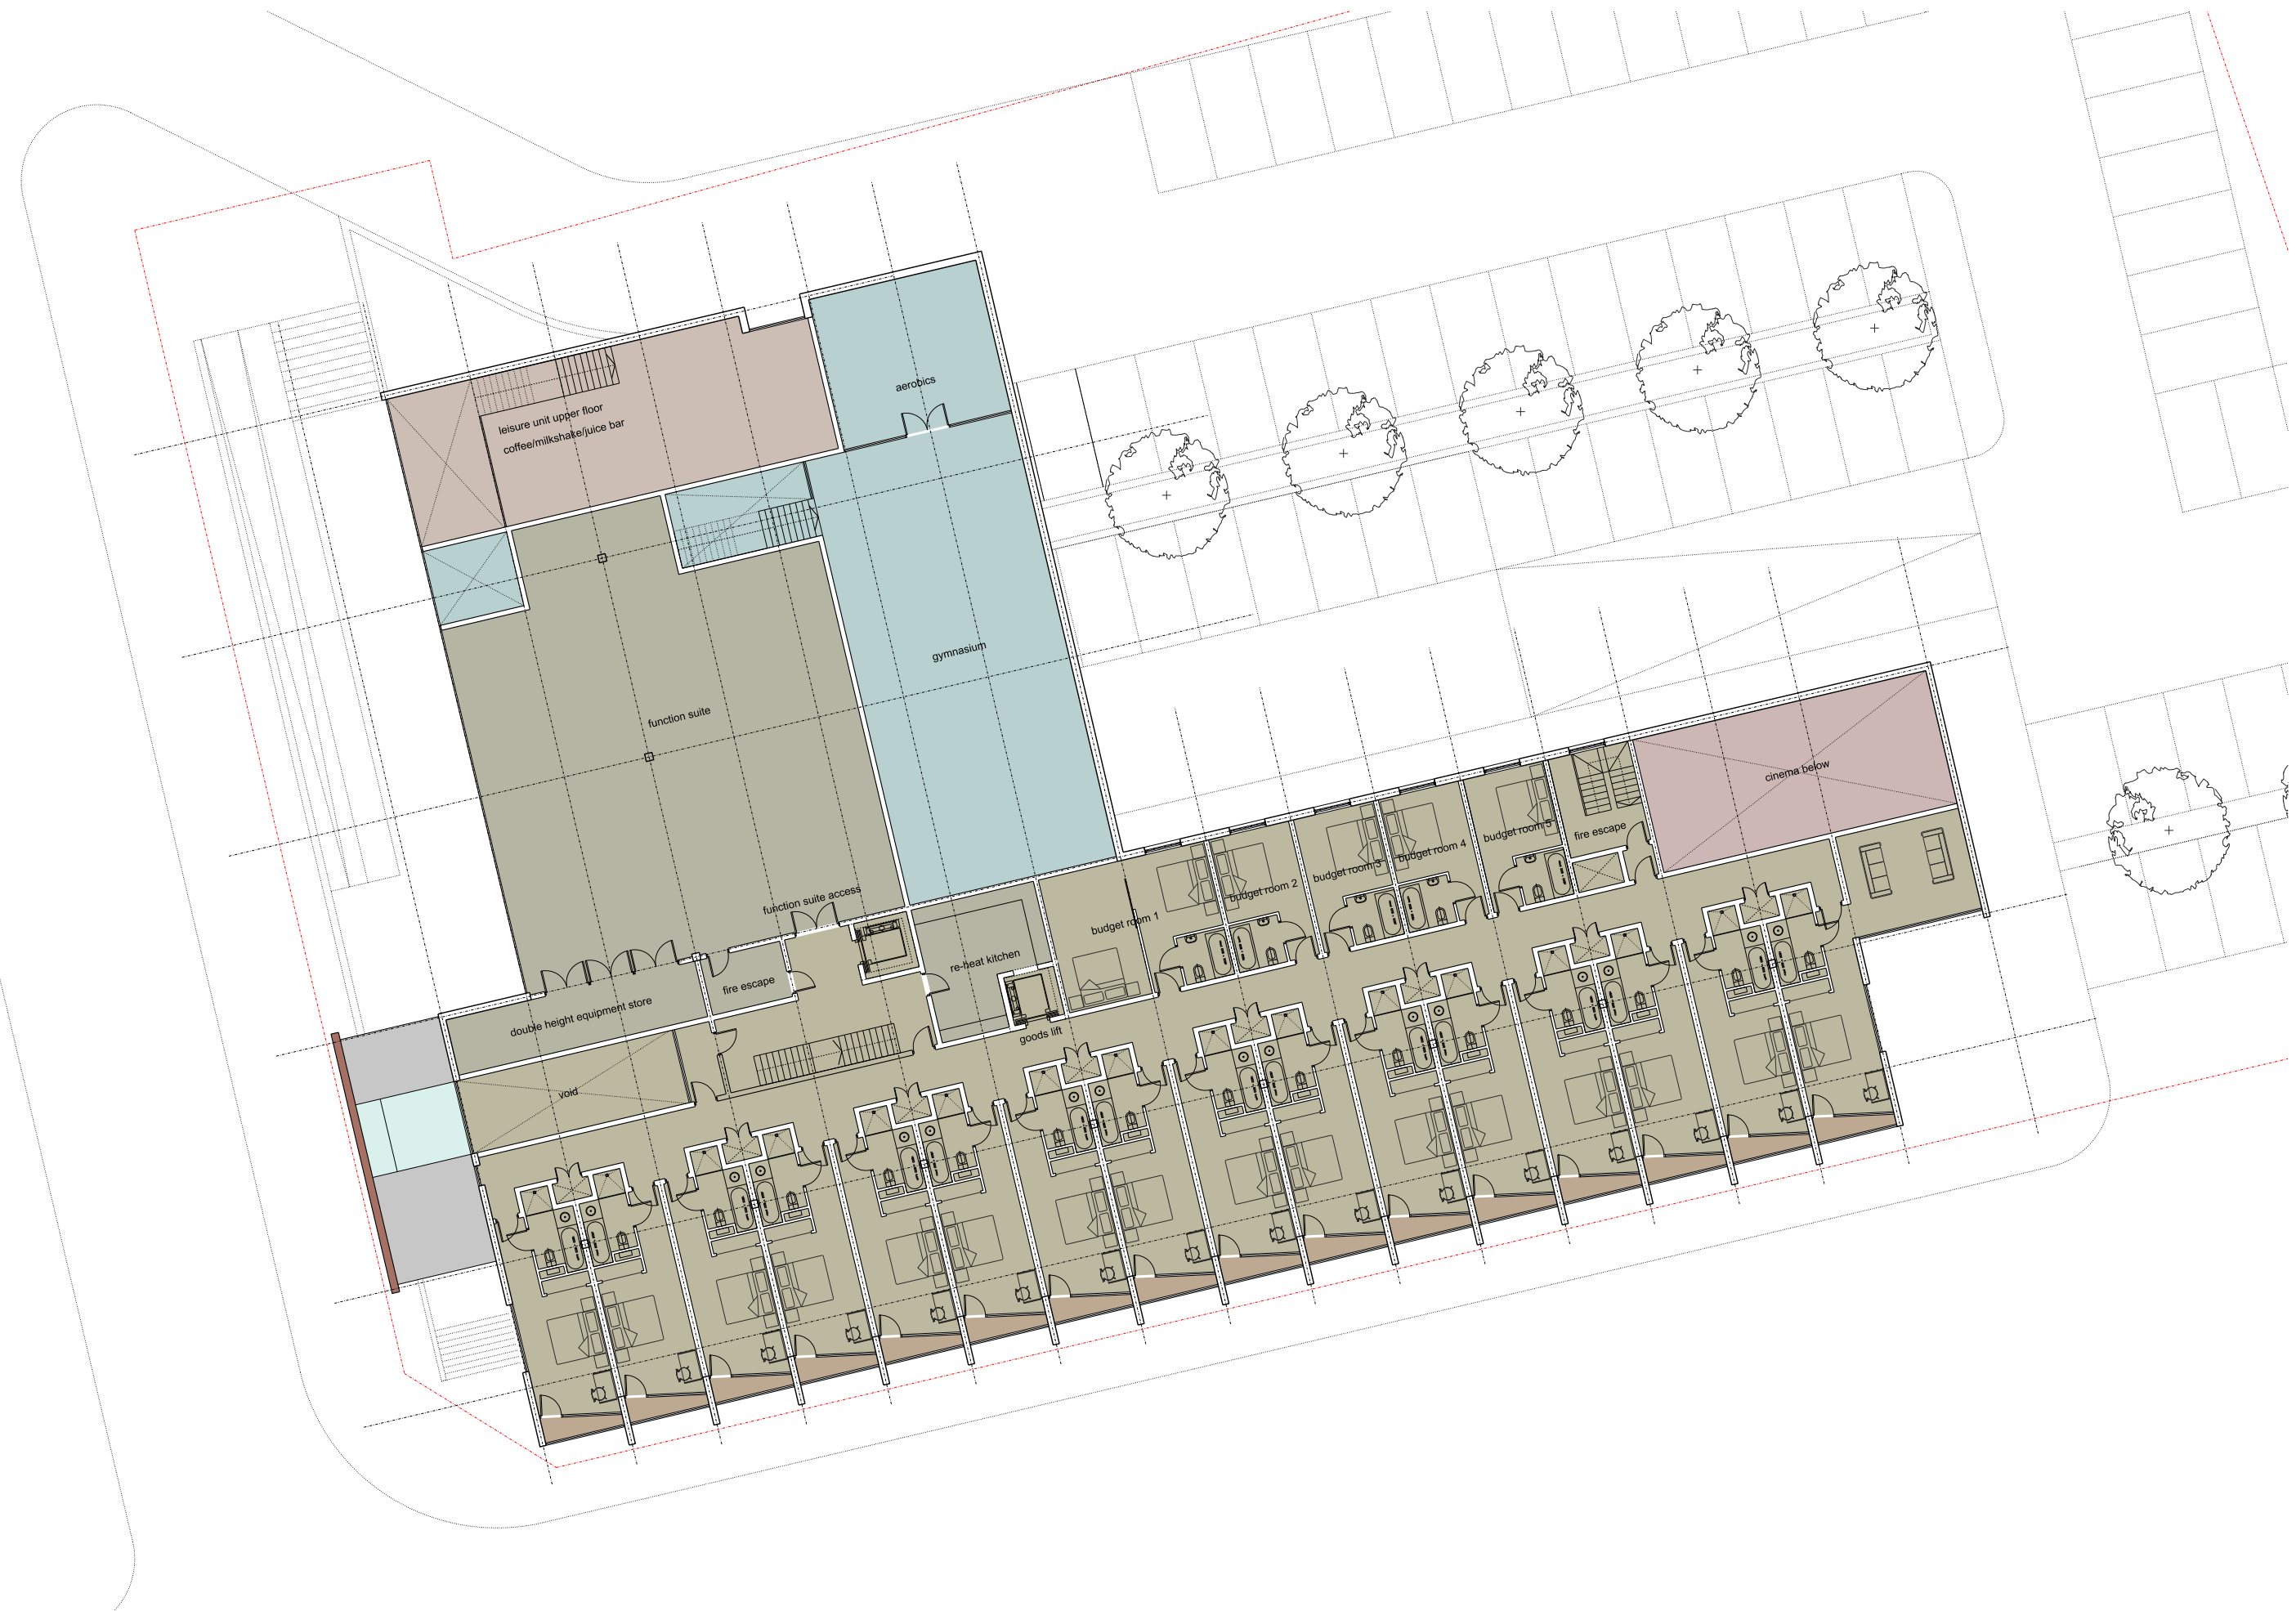 aerobics
leisure unit upper floor
coffee/milkshake/juice bar
gymnasium
function suite
cinema below
budget room 5
fire escape
budget room 4
budget room 3
budget room 2
function suite access
budget room 1
re-heat kitchen
fire escape
double height equipment store
goods lift
void